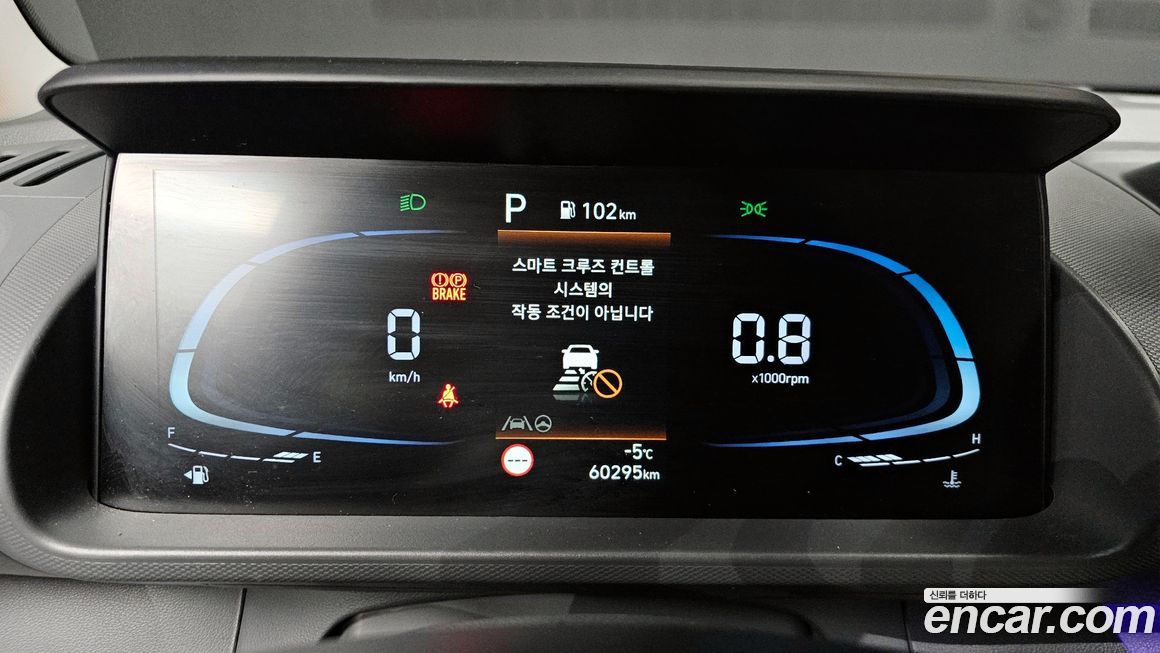 P 102 km
스마트 크루즈 컨트롤
시스템의
작동 조건이 아닙니다
BRAKE
0
km/h
0.8
x1000rpm
F E
C H
---
-5℃
60295km
신뢰를 더하다
encar.com